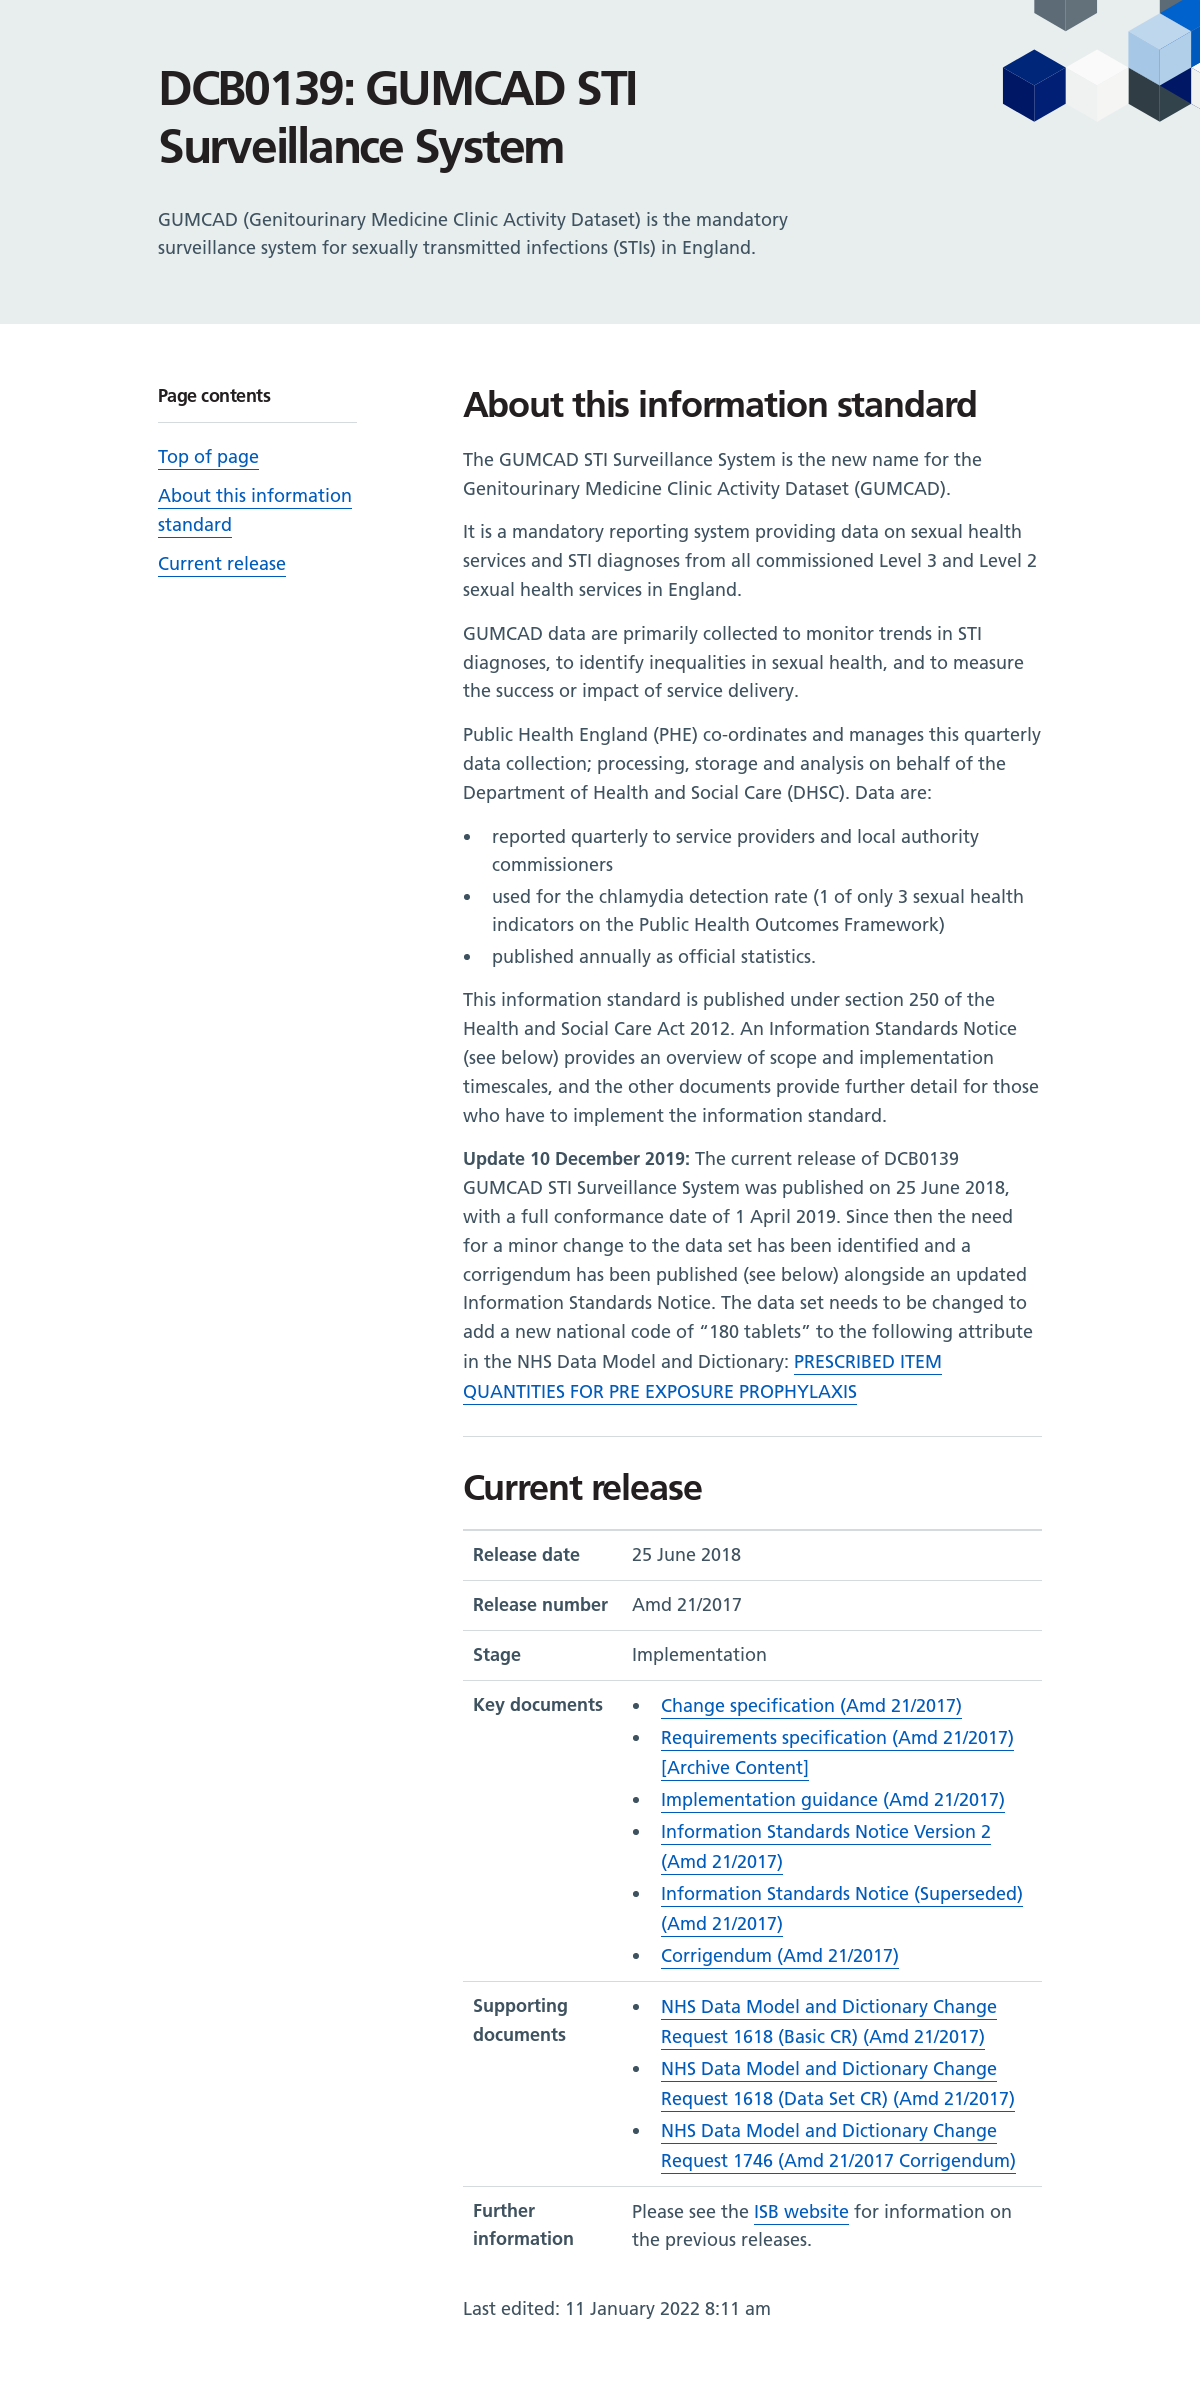 DCB0139: GUMCAD STI
Surveillance System
GUMCAD (Genitourinary Medicine Clinic Activity Dataset) is the mandatory
surveillance system for sexually transmitted infections (STIs) in England.
Page contents
Top of page
About this information
standard
Current release
About this information standard
The GUMCAD STI Surveillance System is the new name for the
Genitourinary Medicine Clinic Activity Dataset (GUMCAD).
It is a mandatory reporting system providing data on sexual health
services and STI diagnoses from all commissioned Level 3 and Level 2
sexual health services in England.
GUMCAD data are primarily collected to monitor trends in STI
diagnoses, to identify inequalities in sexual health, and to measure
the success or impact of service delivery.
Public Health England (PHE) co-ordinates and manages this quarterly
data collection; processing, storage and analysis on behalf of the
Department of Health and Social Care (DHSC). Data are:
• reported quarterly to service providers and local authority
commissioners
• used for the chlamydia detection rate (1 of only 3 sexual health
indicators on the Public Health Outcomes Framework)
• published annually as official statistics.
This information standard is published under section 250 of the
Health and Social Care Act 2012. An Information Standards Notice
(see below) provides an overview of scope and implementation
timescales, and the other documents provide further detail for those
who have to implement the information standard.
Update 10 December 2019: The current release of DCB0139
GUMCAD STI Surveillance System was published on 25 June 2018,
with a full conformance date of 1 April 2019. Since then the need
for a minor change to the data set has been identified and a
corrigendum has been published (see below) alongside an updated
Information Standards Notice. The data set needs to be changed to
add a new national code of “180 tablets” to the following attribute
in the NHS Data Model and Dictionary: PRESCRIBED ITEM
QUANTITIES FOR PRE EXPOSURE PROPHYLAXIS
Current release
Release date 25 June 2018
Release number Amd 21/2017
Stage Implementation
Key documents • Change specification (Amd 21/2017)
• Requirements specification (Amd 21/2017)
[Archive Content]
• Implementation guidance (Amd 21/2017)
• Information Standards Notice Version 2
(Amd 21/2017)
• Information Standards Notice (Superseded)
(Amd 21/2017)
• Corrigendum (Amd 21/2017)
Supporting
documents
• NHS Data Model and Dictionary Change
Request 1618 (Basic CR) (Amd 21/2017)
• NHS Data Model and Dictionary Change
Request 1618 (Data Set CR) (Amd 21/2017)
• NHS Data Model and Dictionary Change
Request 1746 (Amd 21/2017 Corrigendum)
Further
information
Please see the ISB website for information on
the previous releases.
Last edited: 11 January 2022 8:11 am